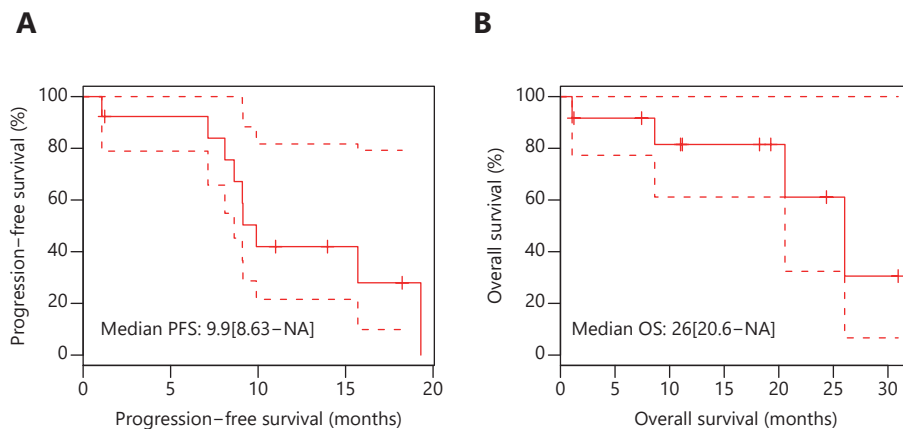 A
B
Progression−free survival (%)
100
80
60
40
20
0
Median PFS: 9.9[8.63−NA]
0 5 10 15 20
Progression−free survival (months)
Overall survival (%)
100
80
60
40
20
0
Median OS: 26[20.6−NA]
0 5 10 15 20 25 30
Overall survival (months)